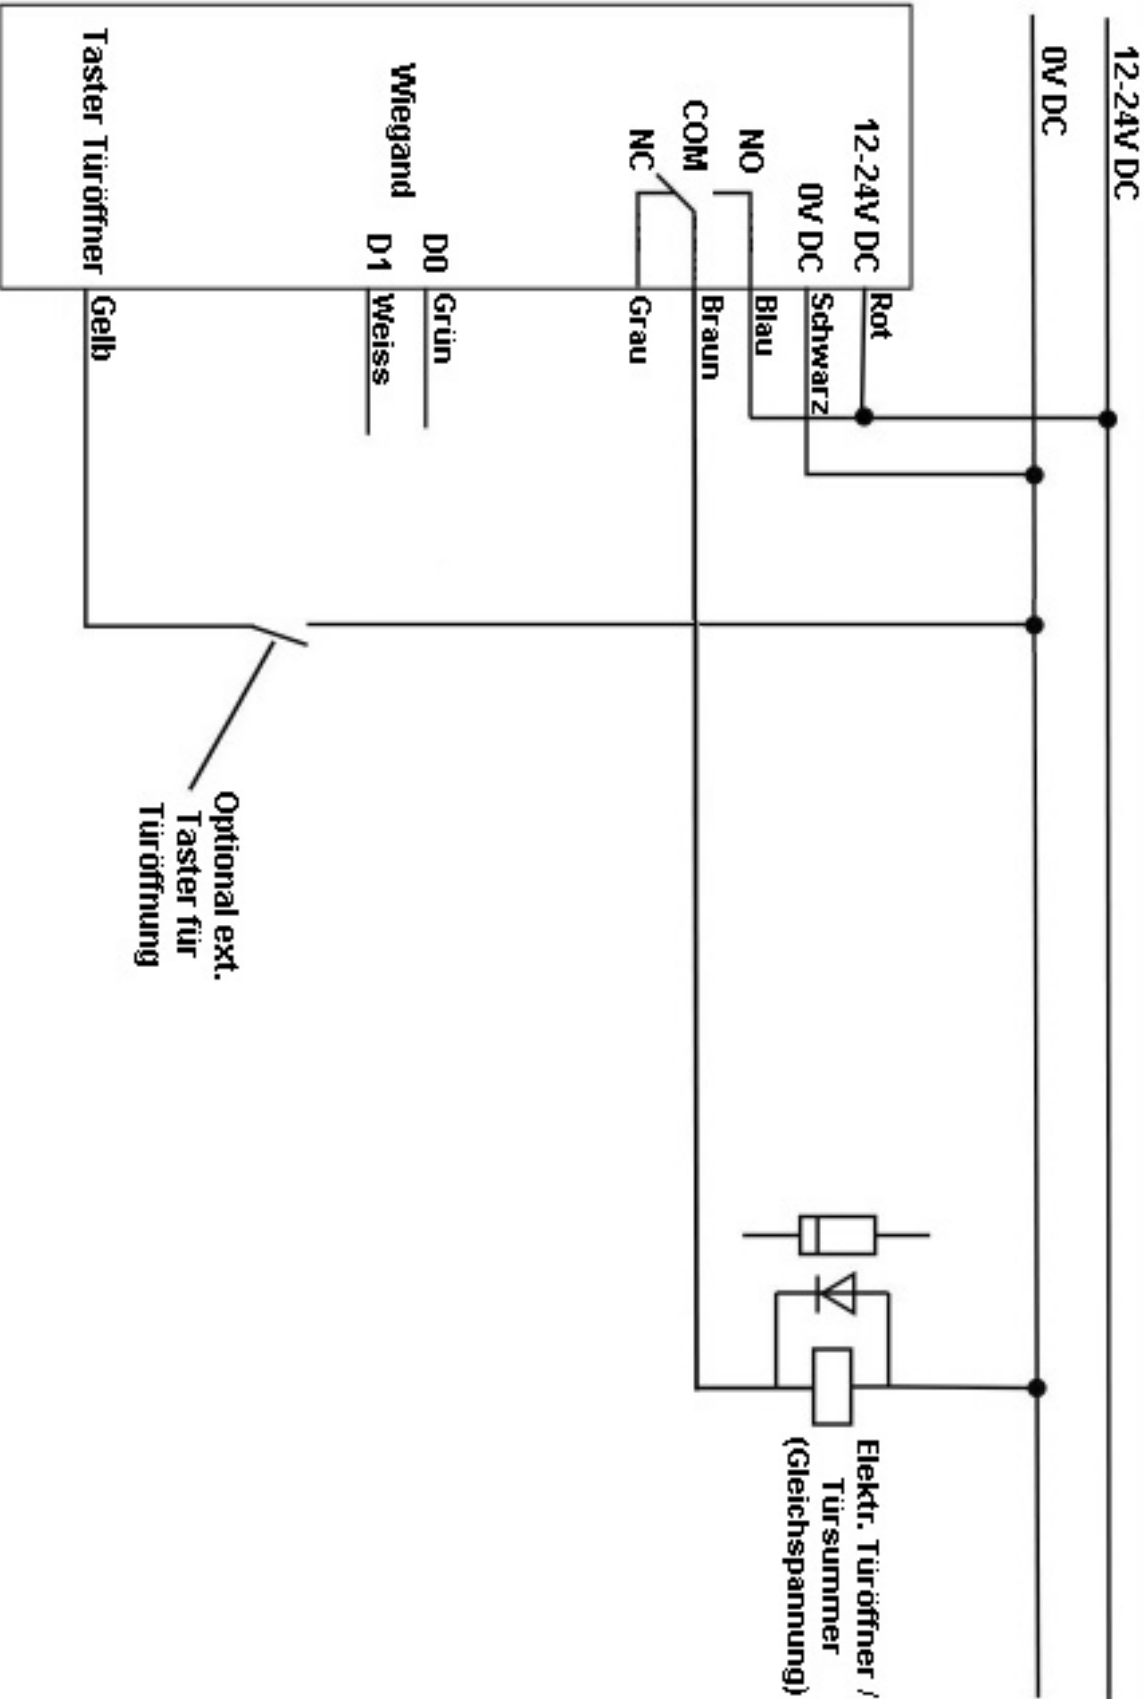 12-24V DC
0V DC
12-24V DC
Rot
0V DC
Schwarz
NO
Blau
COM
Braun
NC
Grau
Wiegand
D0
Grün
D1
Weiss
Taster Türöffner
Gelb
Optional ext.
Taster für
Türöffnung
Elektr. Türöffner /
Türsummer
(Gleichspannung)